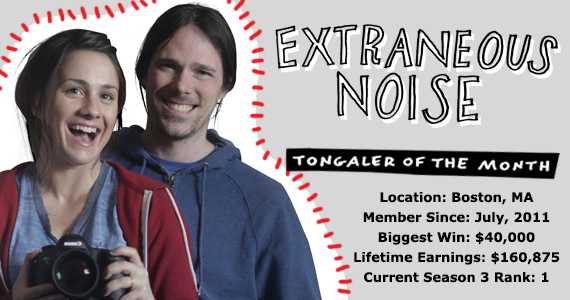 EXTRANEOUS
NOISE
TONGALER OF THE MONTH
Location: Boston, MA
Member Since: July, 2011
Biggest Win: $40,000
Lifetime Earnings: $160,875
Current Season 3 Rank: 1